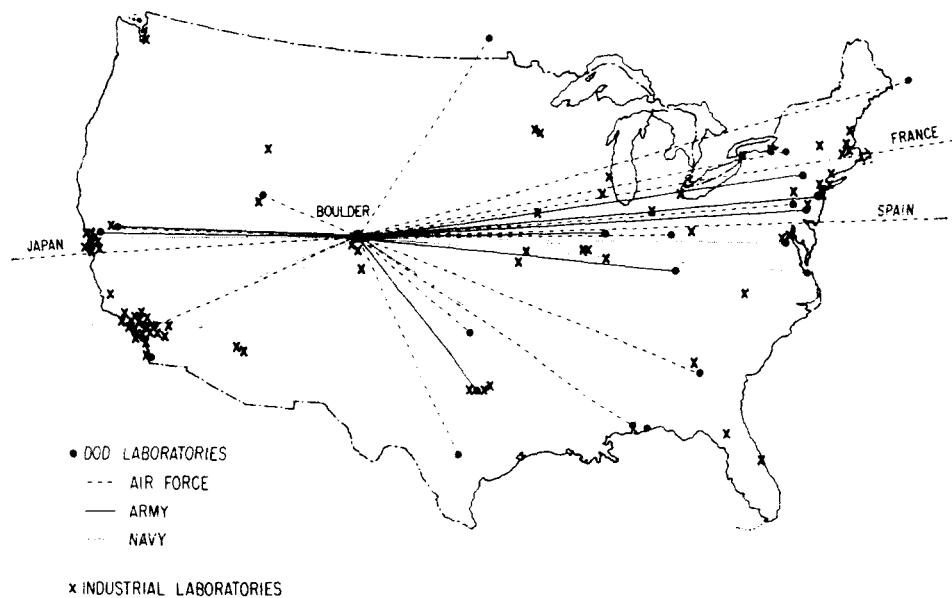 FRANCE
BOULDER
SPAIN
JAPAN
DOD LABORATORIES
AIR FORCE
ARMY
NAVY
x INDUSTRIAL LABORATORIES